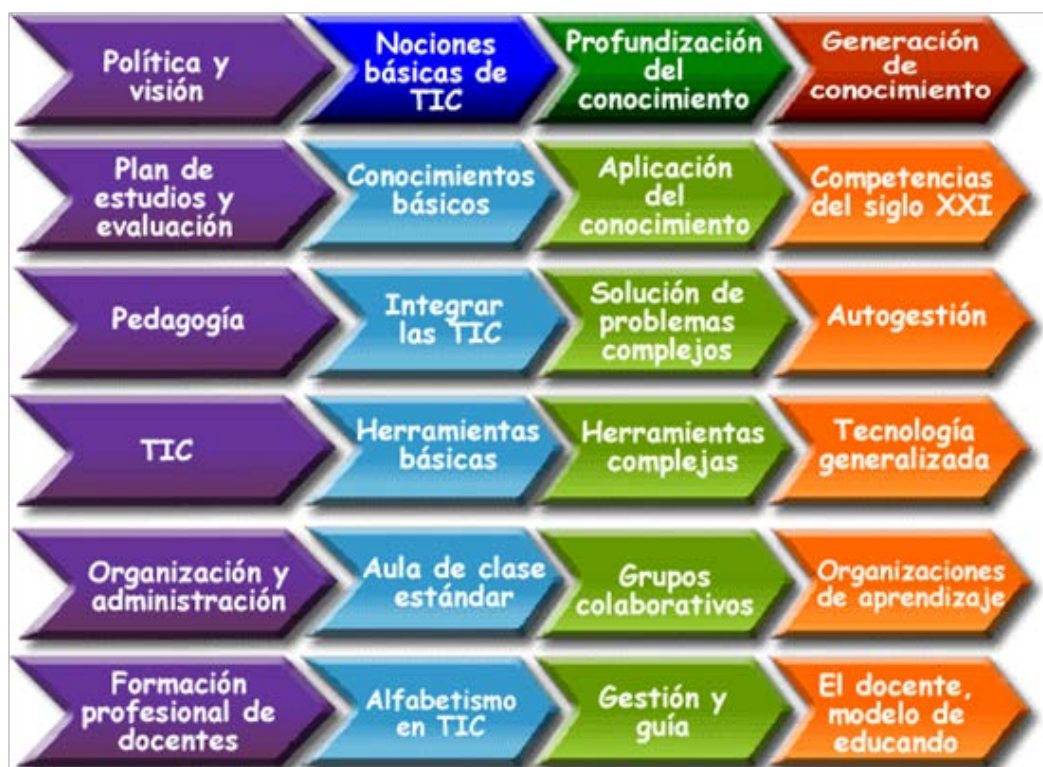 Política y
visión
Nociones
básicas de
TIC
Profundización
del
conocimiento
Generación
de
conocimiento
Plan de
estudios y
evaluación
Conocimientos
básicos
Aplicación
del
conocimiento
Competencias
del siglo XXI
Pedagogía
Integrar
las TIC
Solución de
problemas
complejos
Autogestión
TIC
Herramientas
básicas
Herramientas
complejas
Tecnología
generalizada
Organización y
administración
Aula de clase
estándar
Grupos
colaborativos
Organizaciones
de aprendizaje
Formación
profesional de
docentes
Alfabetismo
en TIC
Gestión y
guía
El docente,
modelo de
educando